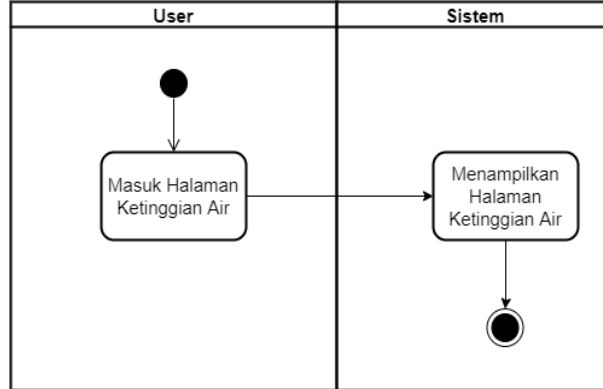 User
Sistem
Masuk Halaman
Ketinggian Air
Menampilkan
Halaman
Ketinggian Air